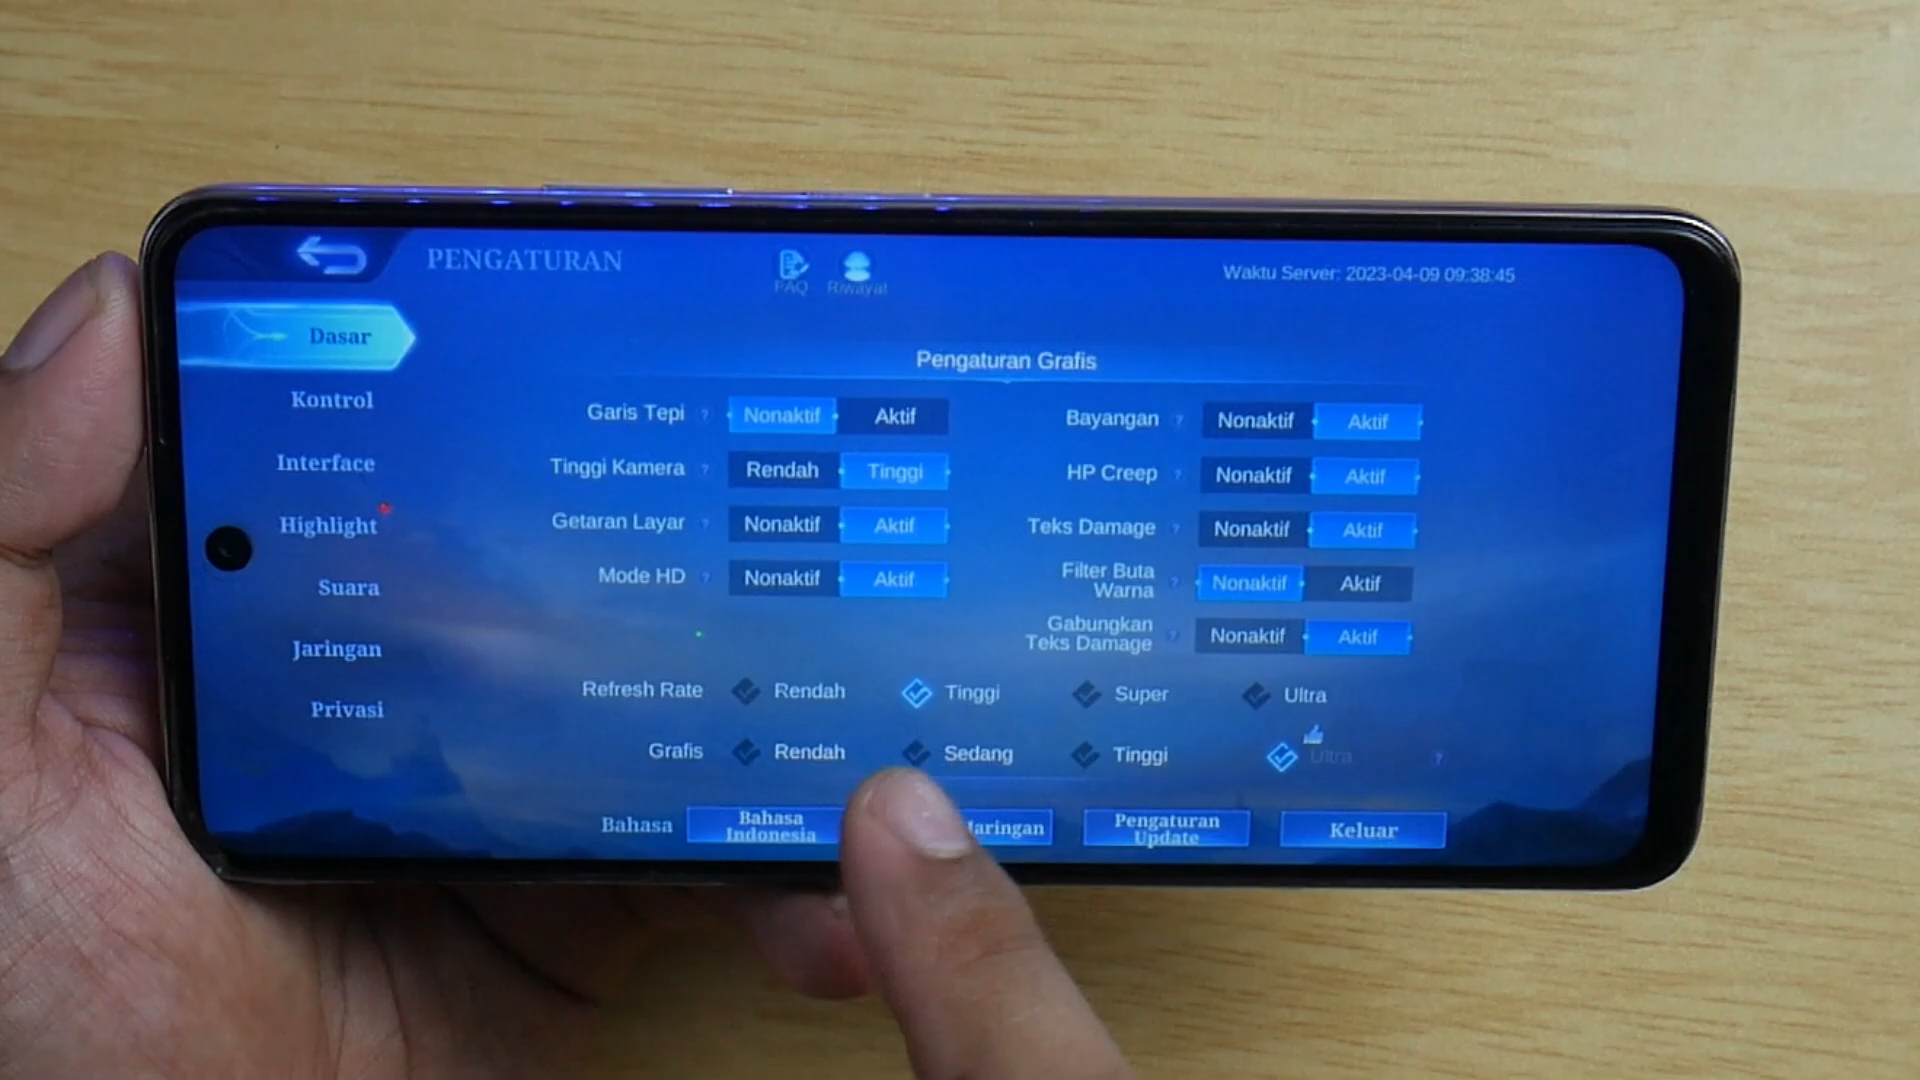 PENGATURAN
FAQ
Riwayat
Waktu Server: 2023-04-09 09:38:45
Dasar
Kontrol
Interface
Highlight
Suara
Jaringan
Privasi
Pengaturan Grafis
Garis Tepi ? Nonaktif Aktif
Bayangan ? Nonaktif Aktif
Tinggi Kamera ? Rendah Tinggi
HP Creep ? Nonaktif Aktif
Getaran Layar ? Nonaktif Aktif
Teks Damage ? Nonaktif Aktif
Mode HD ? Nonaktif Aktif
Filter Buta
Warna ? Nonaktif Aktif
Gabungkan
Teks Damage ? Nonaktif Aktif
Refresh Rate Rendah Tinggi Super Ultra
Grafis Rendah Sedang Tinggi Ultra ?
Bahasa
Bahasa
Indonesia
Jaringan
Pengaturan
Update
Keluar